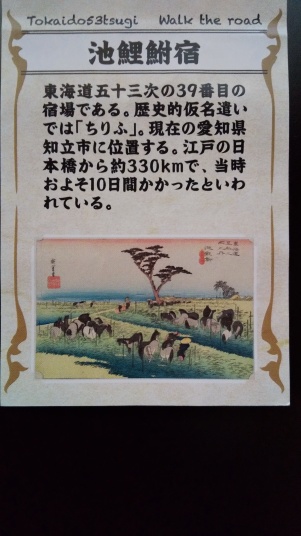 Tokaido53tsugi Walk the road
池鯉鮒宿
東海道五十三次の39番目の
宿場である。歴史的仮名遣い
では「ちりふ」。現在の愛知県
知立市に位置する。江戸の日
本橋から約330kmで、当時
およそ10日間かかったといわ
れている。